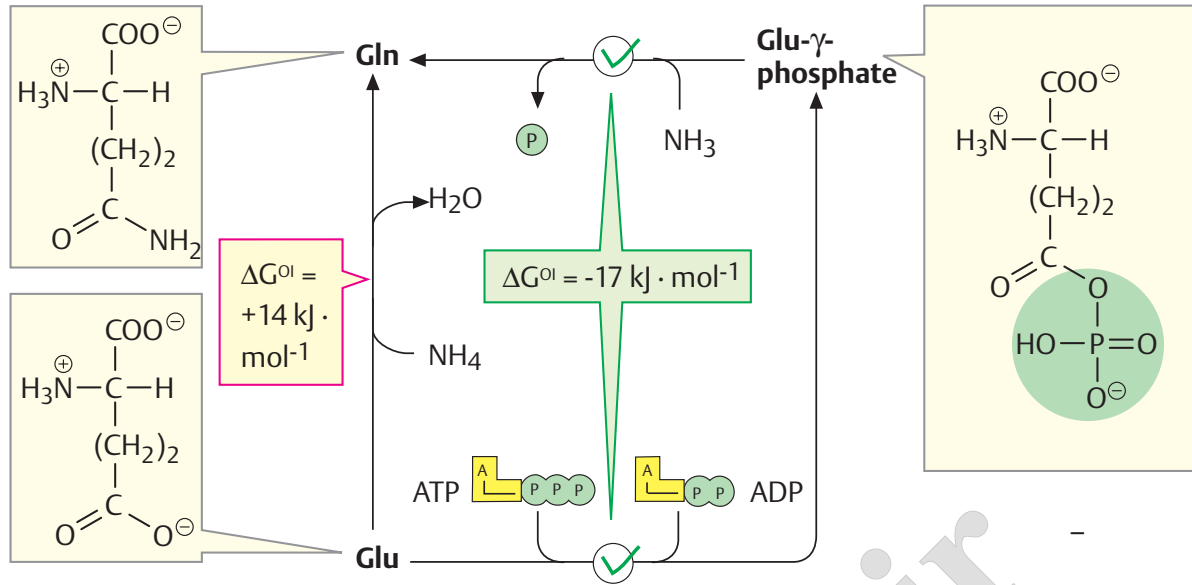 COO⊖
H₃N⊕–C–H
(CH₂)₂
C
O NH₂
Gln
Glu-γ-
phosphate
P
NH₃
H₂O
ΔG⁰ᴵ =
+14 kJ ·
mol⁻¹
ΔG⁰ᴵ = -17 kJ · mol⁻¹
NH₄
COO⊖
H₃N⊕–C–H
(CH₂)₂
C
O O⊖
COO⊖
H₃N⊕–C–H
(CH₂)₂
C
O O
HO–P=O
O⊖
ATP A P P P
A P P ADP
Glu
–
ir